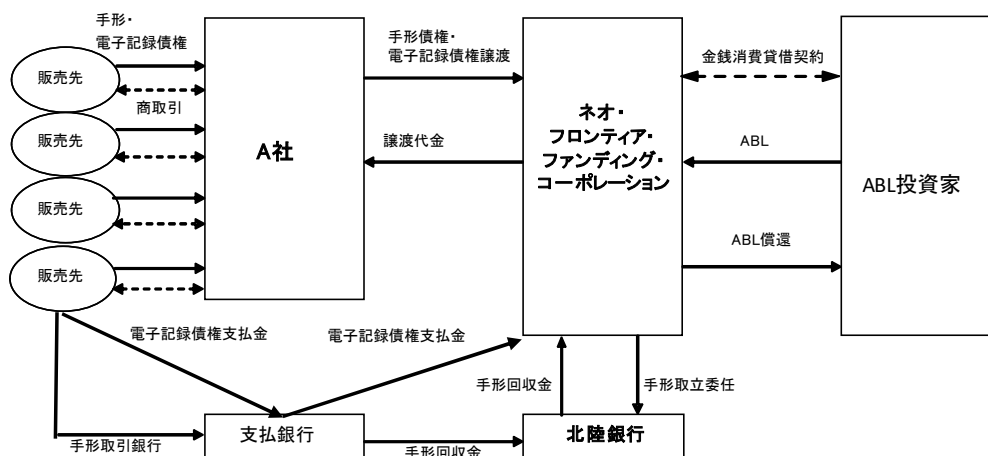 手形・
電子記録債権
販売先
商取引
販売先
販売先
販売先
A社
手形債権・
電子記録債権譲渡
譲渡代金
ネオ・
フロンティア・
ファンディング・
コーポレーション
金銭消費貸借契約
ABL
ABL償還
ABL投資家
電子記録債権支払金
電子記録債権支払金
手形回収金
手形取立委任
手形取引銀行
支払銀行
手形回収金
北陸銀行